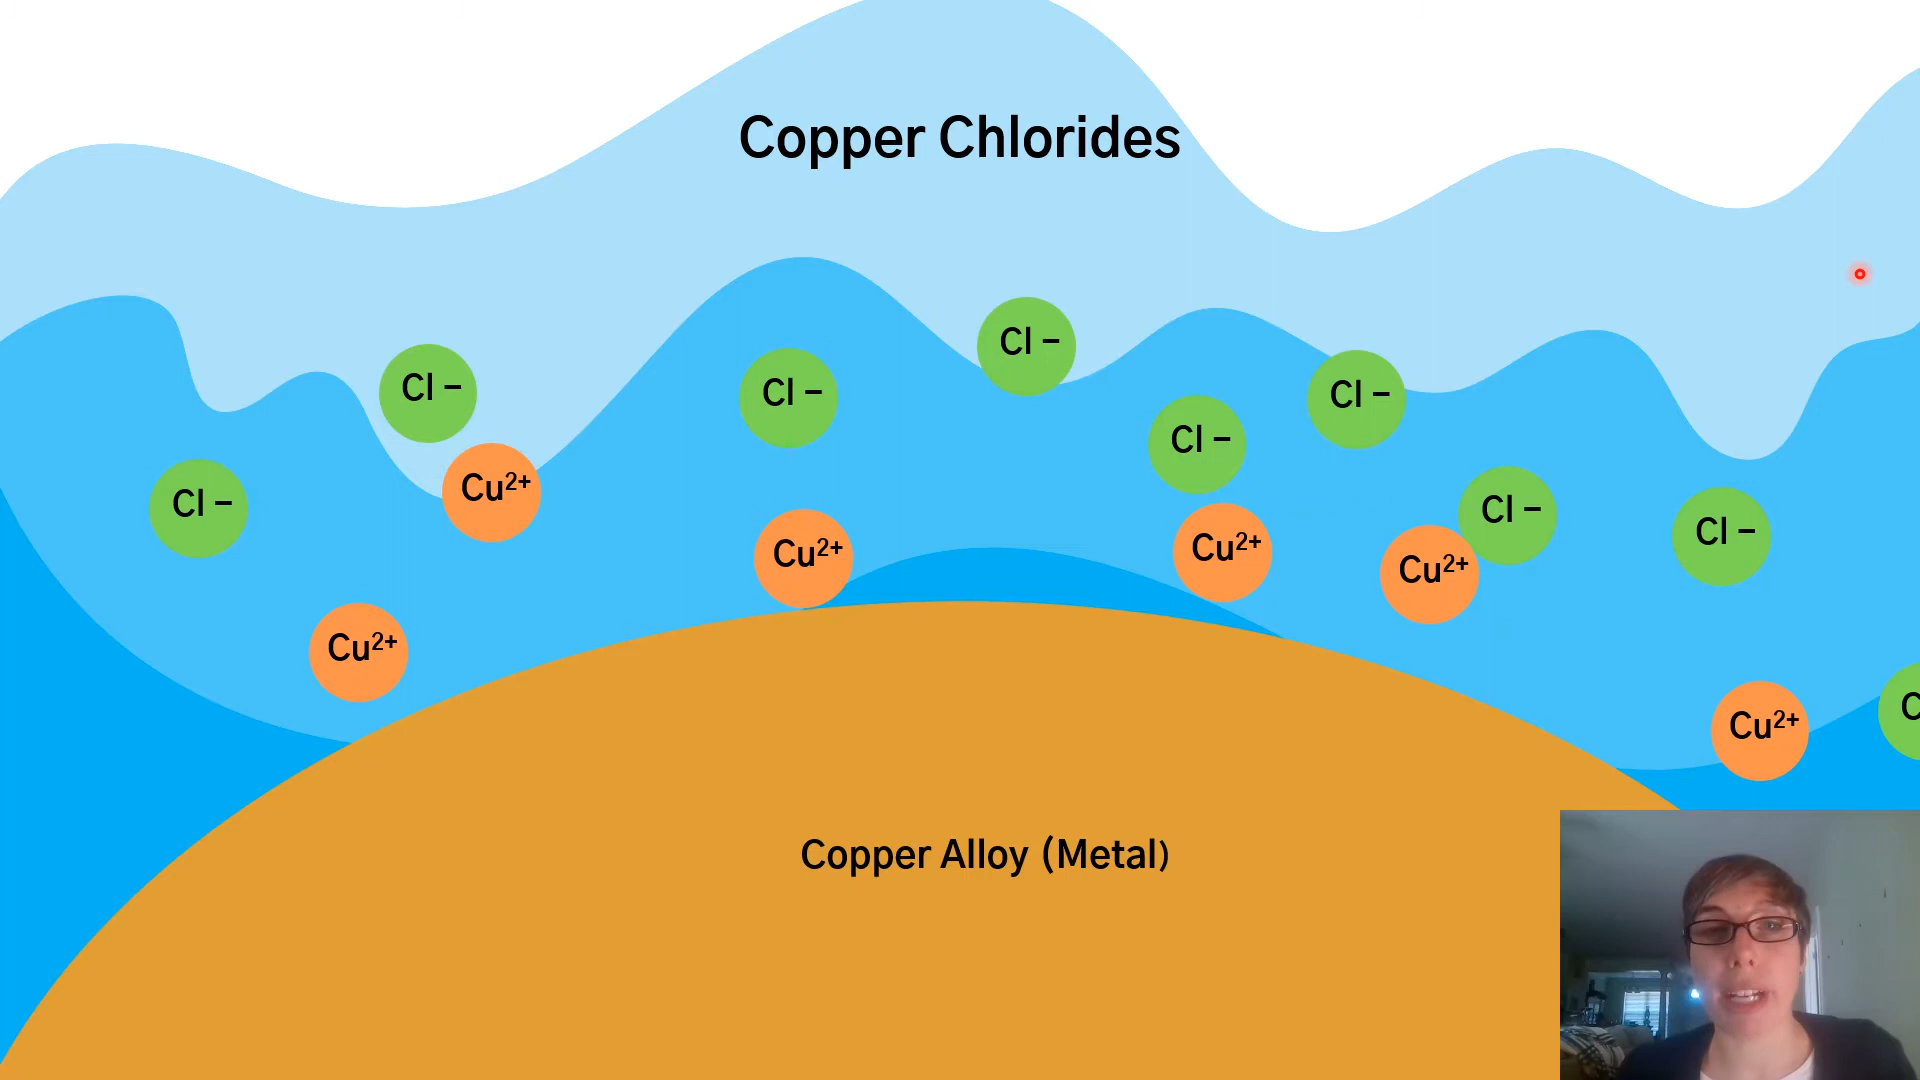 Copper Chlorides
Cl –
Cl –
Cl –
Cl –
Cl –
Cl –
Cl –
Cl –
Cu²⁺
Cu²⁺
Cu²⁺
Cu²⁺
Cu²⁺
Cu²⁺
C
Copper Alloy (Metal)